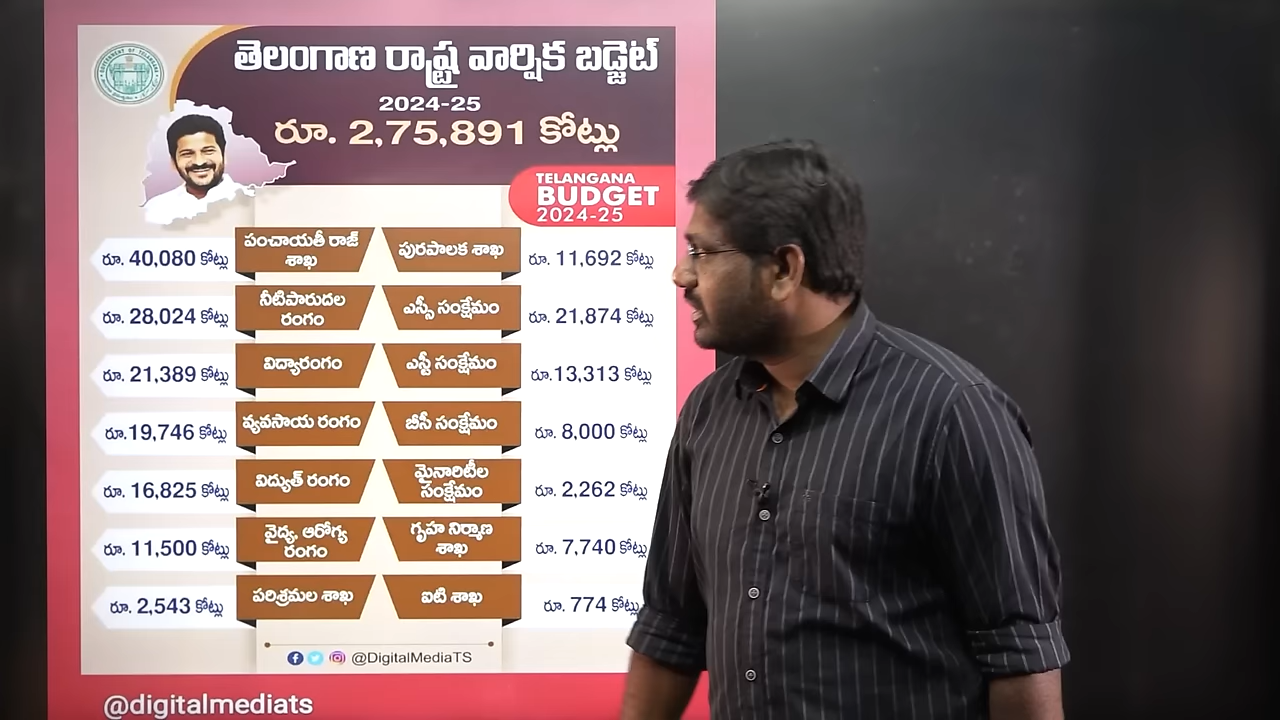 తెలంగాణ రాష్ట్ర వార్షిక బడ్జెట్
2024-25
రూ. 2,75,891 కోట్లు
TELANGANA
BUDGET
2024-25
రూ. 40,080 కోట్లు
పంచాయతీ రాజ్
శాఖ
పురపాలక శాఖ
రూ. 11,692 కోట్లు
రూ. 28,024 కోట్లు
నీటిపారుదల
రంగం
ఎస్సీ సంక్షేమం
రూ. 21,874 కోట్లు
రూ. 21,389 కోట్లు
విద్యారంగం
ఎస్టీ సంక్షేమం
రూ.13,313 కోట్లు
రూ.19,746 కోట్లు
వ్యవసాయ రంగం
బీసీ సంక్షేమం
రూ. 8,000 కోట్లు
రూ. 16,825 కోట్లు
విద్యుత్ రంగం
మైనారిటీల
సంక్షేమం
రూ. 2,262 కోట్లు
రూ. 11,500 కోట్లు
వైద్య, ఆరోగ్య
రంగం
గృహ నిర్మాణ
శాఖ
రూ. 7,740 కోట్లు
రూ. 2,543 కోట్లు
పరిశ్రమల శాఖ
ఐటి శాఖ
రూ. 774 కోట్లు
@DigitalMediaTS
@digitalmediats